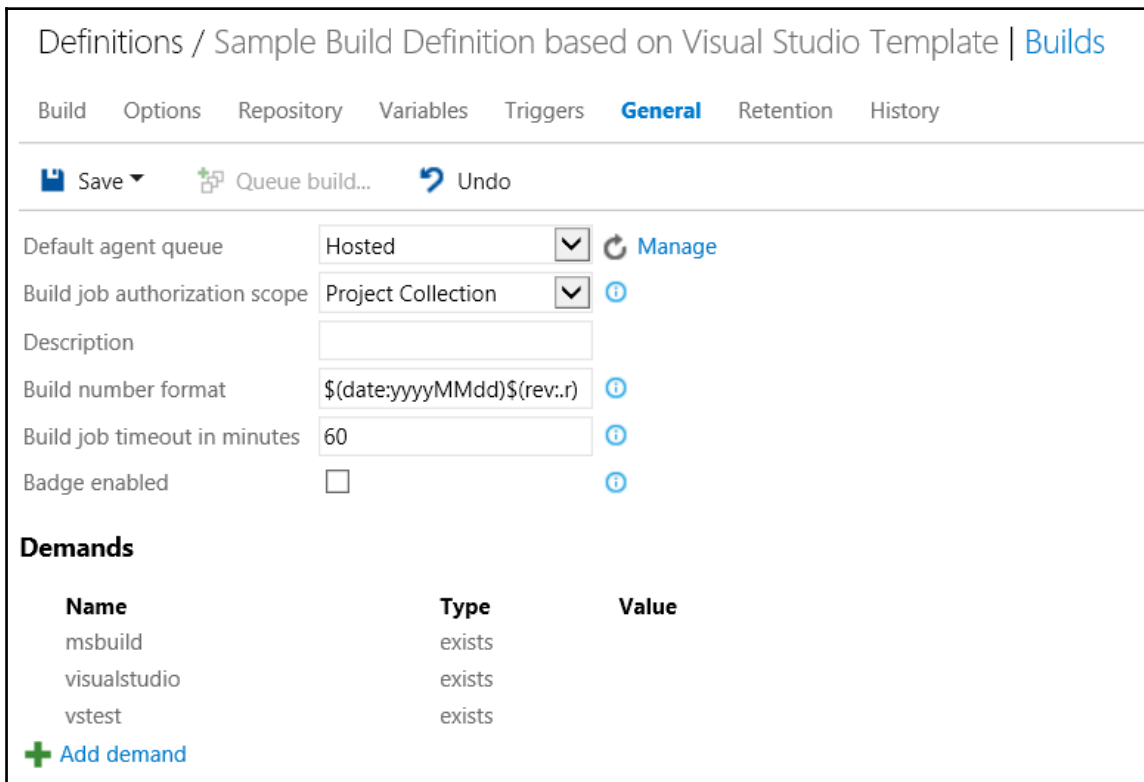 Definitions / Sample Build Definition based on Visual Studio Template | Builds
Build Options Repository Variables Triggers General Retention History
Save Queue build... Undo
Default agent queue Hosted Manage
Build job authorization scope Project Collection
Description
Build number format $(date:yyyyMMdd)$(rev:.r)
Build job timeout in minutes 60
Badge enabled
Demands
Name Type Value
msbuild exists
visualstudio exists
vstest exists
Add demand